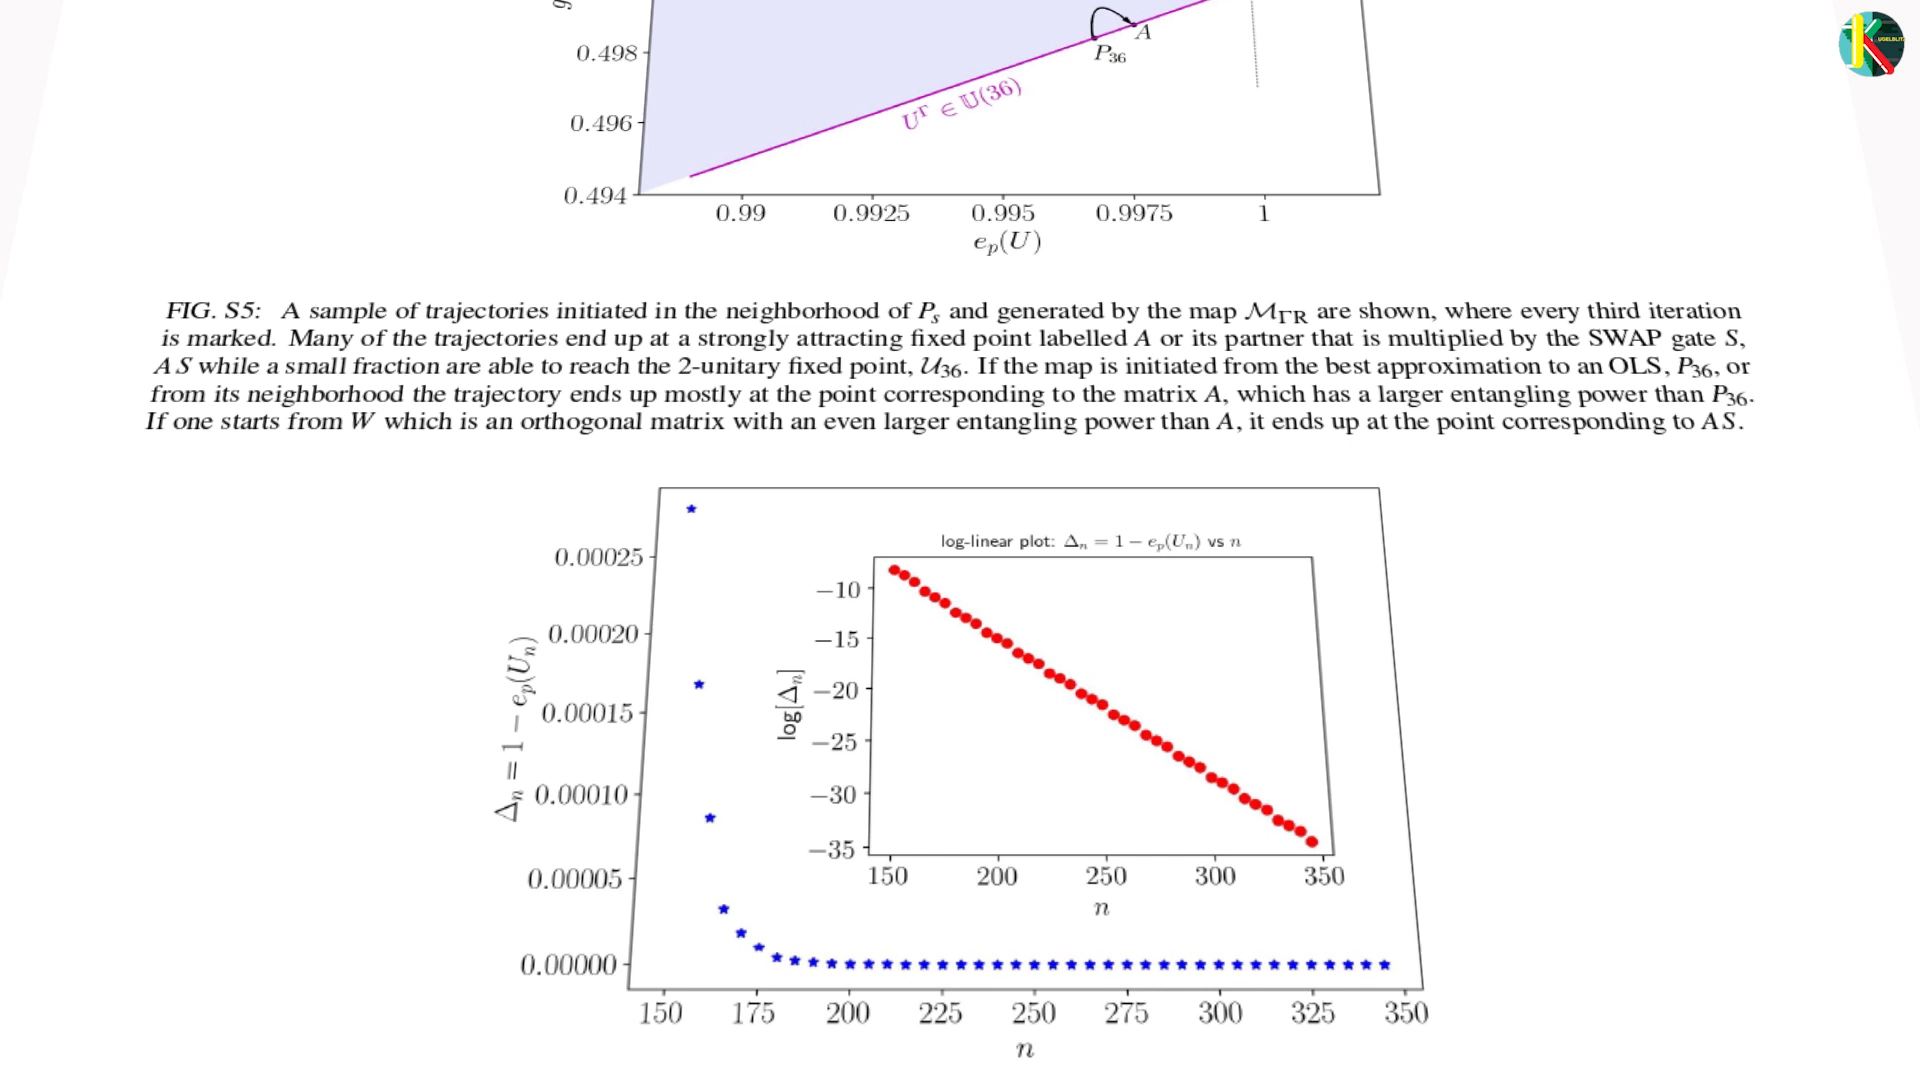 g
0.498
A
P₃₆
U^Γ ∈ 𝕌(36)
0.496
0.494
0.99 0.9925 0.995 0.9975 1
eₚ(U)
FIG. S5: A sample of trajectories initiated in the neighborhood of Pₛ and generated by the map ℳ_ΓR are shown, where every third iteration
is marked. Many of the trajectories end up at a strongly attracting fixed point labelled A or its partner that is multiplied by the SWAP gate S,
AS while a small fraction are able to reach the 2-unitary fixed point, 𝒰₃₆. If the map is initiated from the best approximation to an OLS, P₃₆, or
from its neighborhood the trajectory ends up mostly at the point corresponding to the matrix A, which has a larger entangling power than P₃₆.
If one starts from W which is an orthogonal matrix with an even larger entangling power than A, it ends up at the point corresponding to AS.
Δₙ = 1 − eₚ(Uₙ)
0.00025
0.00020
0.00015
0.00010
0.00005
0.00000
150 175 200 225 250 275 300 325 350
n
log-linear plot: Δₙ = 1 − eₚ(Uₙ) vs n
log[Δₙ]
−10
−15
−20
−25
−30
−35
150 200 250 300 350
n
K
UGELBLITZ